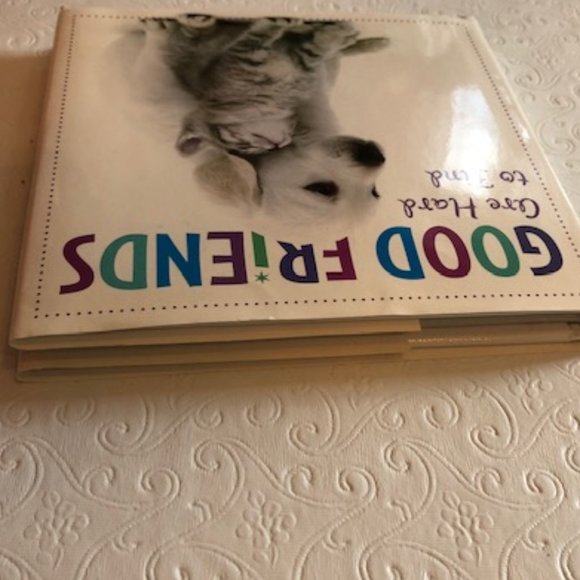 GOOD FRiENDS
Are Hard
to Find